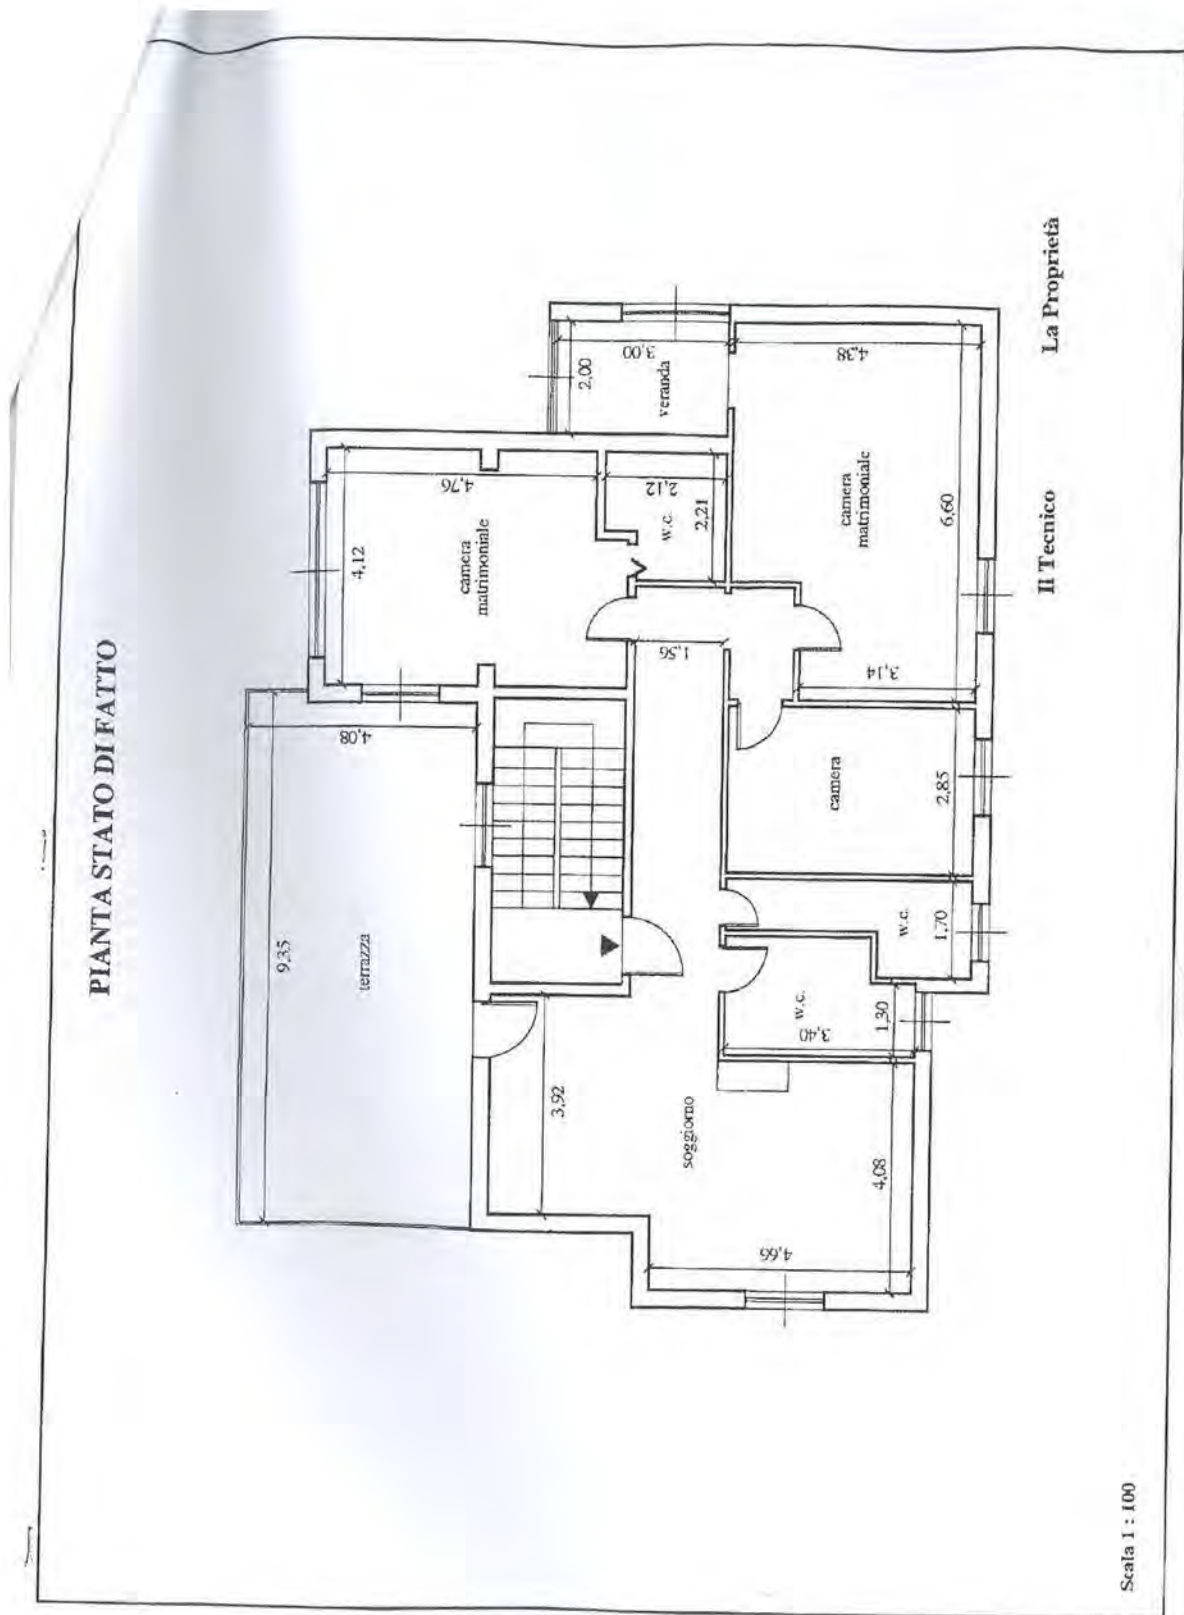 PIANTA STATO DI FATTO
9,35
4,08
terrazza
4,12
4,76
camera
matrimoniale
2,00
3,00
veranda
2,12
w.c.
2,21
3,92
1,56
soggiorno
4,66
4,08
w.c.
3,40
1,30
w.c.
1,70
camera
2,85
3,14
camera
matrimoniale
6,60
4,38
Il Tecnico
La Proprietà
Scala 1 : 100